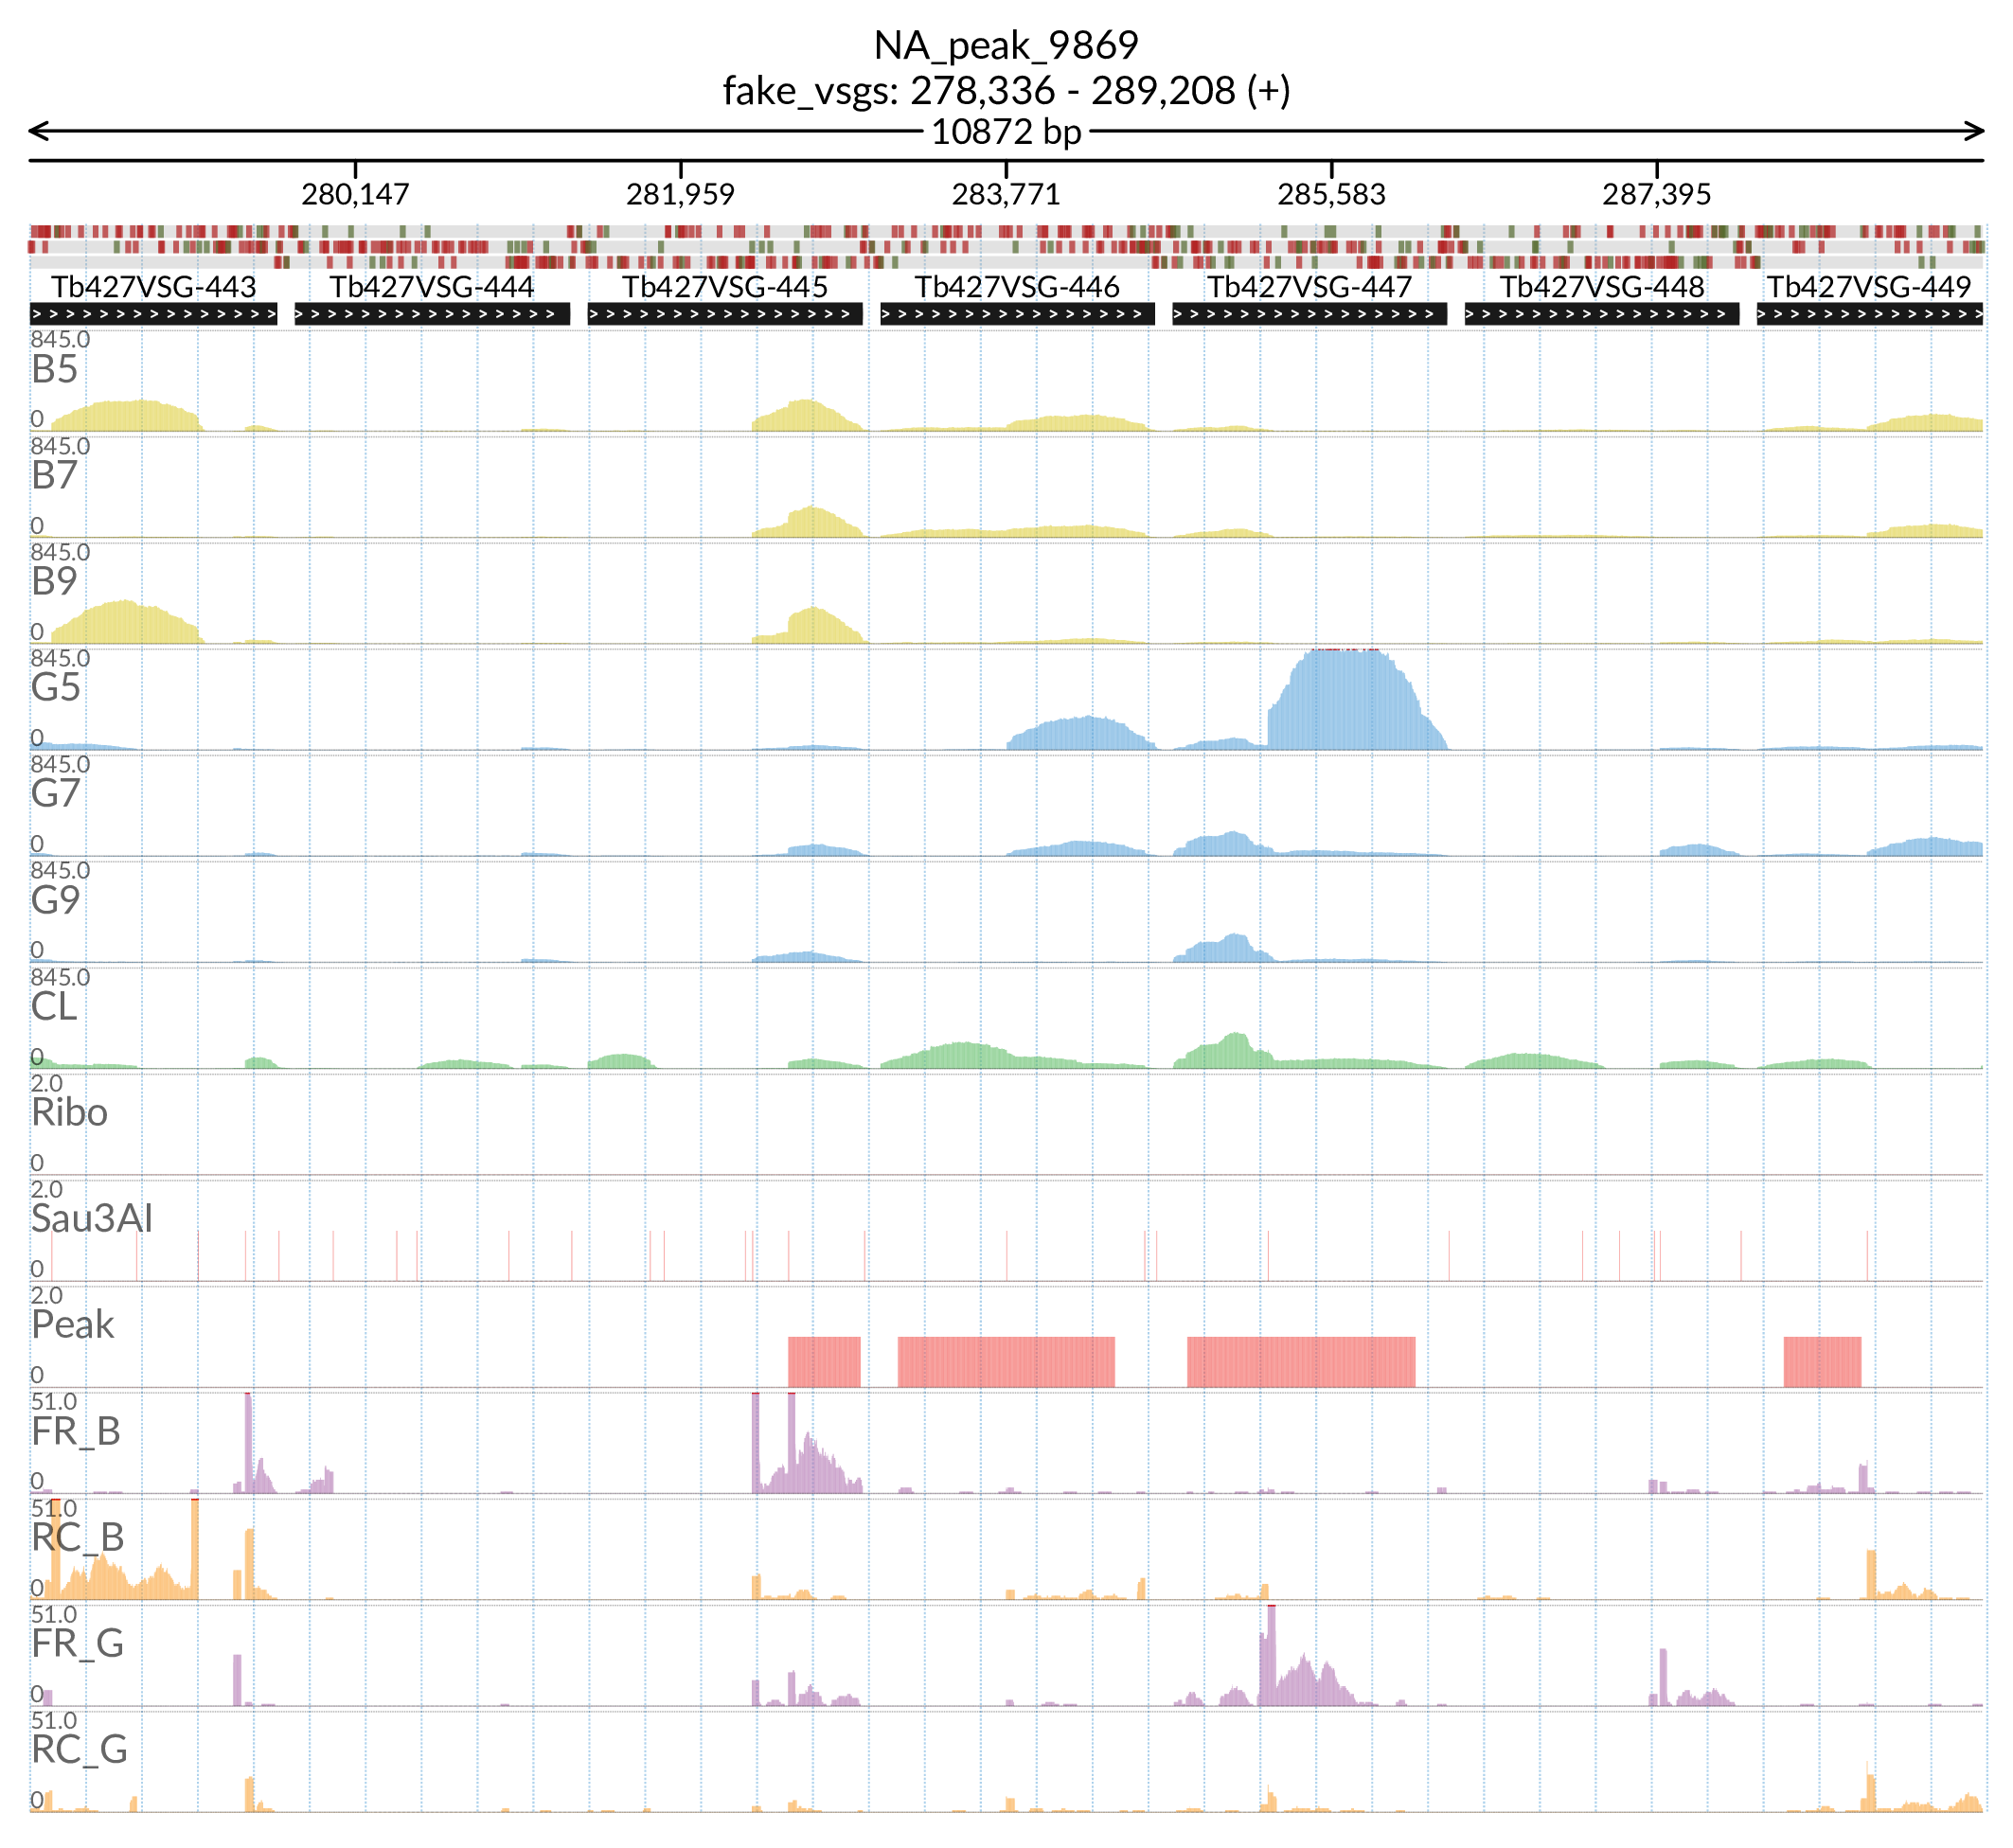 NA_peak_9869
fake_vsgs: 278,336 - 289,208 (+)
10872 bp
280,147 281,959 283,771 285,583 287,395
Tb427VSG-443 Tb427VSG-444 Tb427VSG-445 Tb427VSG-446 Tb427VSG-447 Tb427VSG-448 Tb427VSG-449
845.0
B5
0
845.0
B7
0
845.0
B9
0
845.0
G5
0
845.0
G7
0
845.0
G9
0
845.0
CL
0
2.0
Ribo
0
2.0
Sau3AI
0
2.0
Peak
0
51.0
FR_B
0
51.0
RC_B
0
51.0
FR_G
0
51.0
RC_G
0